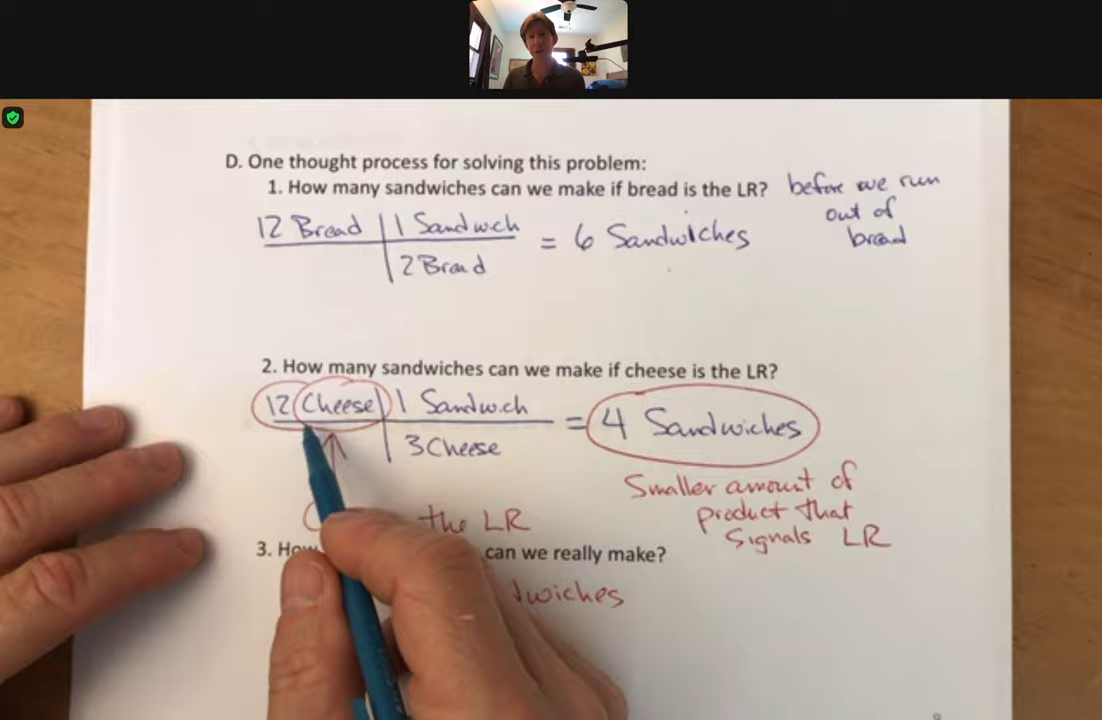 D. One thought process for solving this problem:
1. How many sandwiches can we make if bread is the LR? before we run
out of
bread
12 Bread 1 Sandwich = 6 Sandwiches
2 Bread
2. How many sandwiches can we make if cheese is the LR?
12 Cheese 1 Sandwich = 4 Sandwiches
3 Cheese
Smaller amount of
product that
Signals LR
the LR
3. How can we really make?